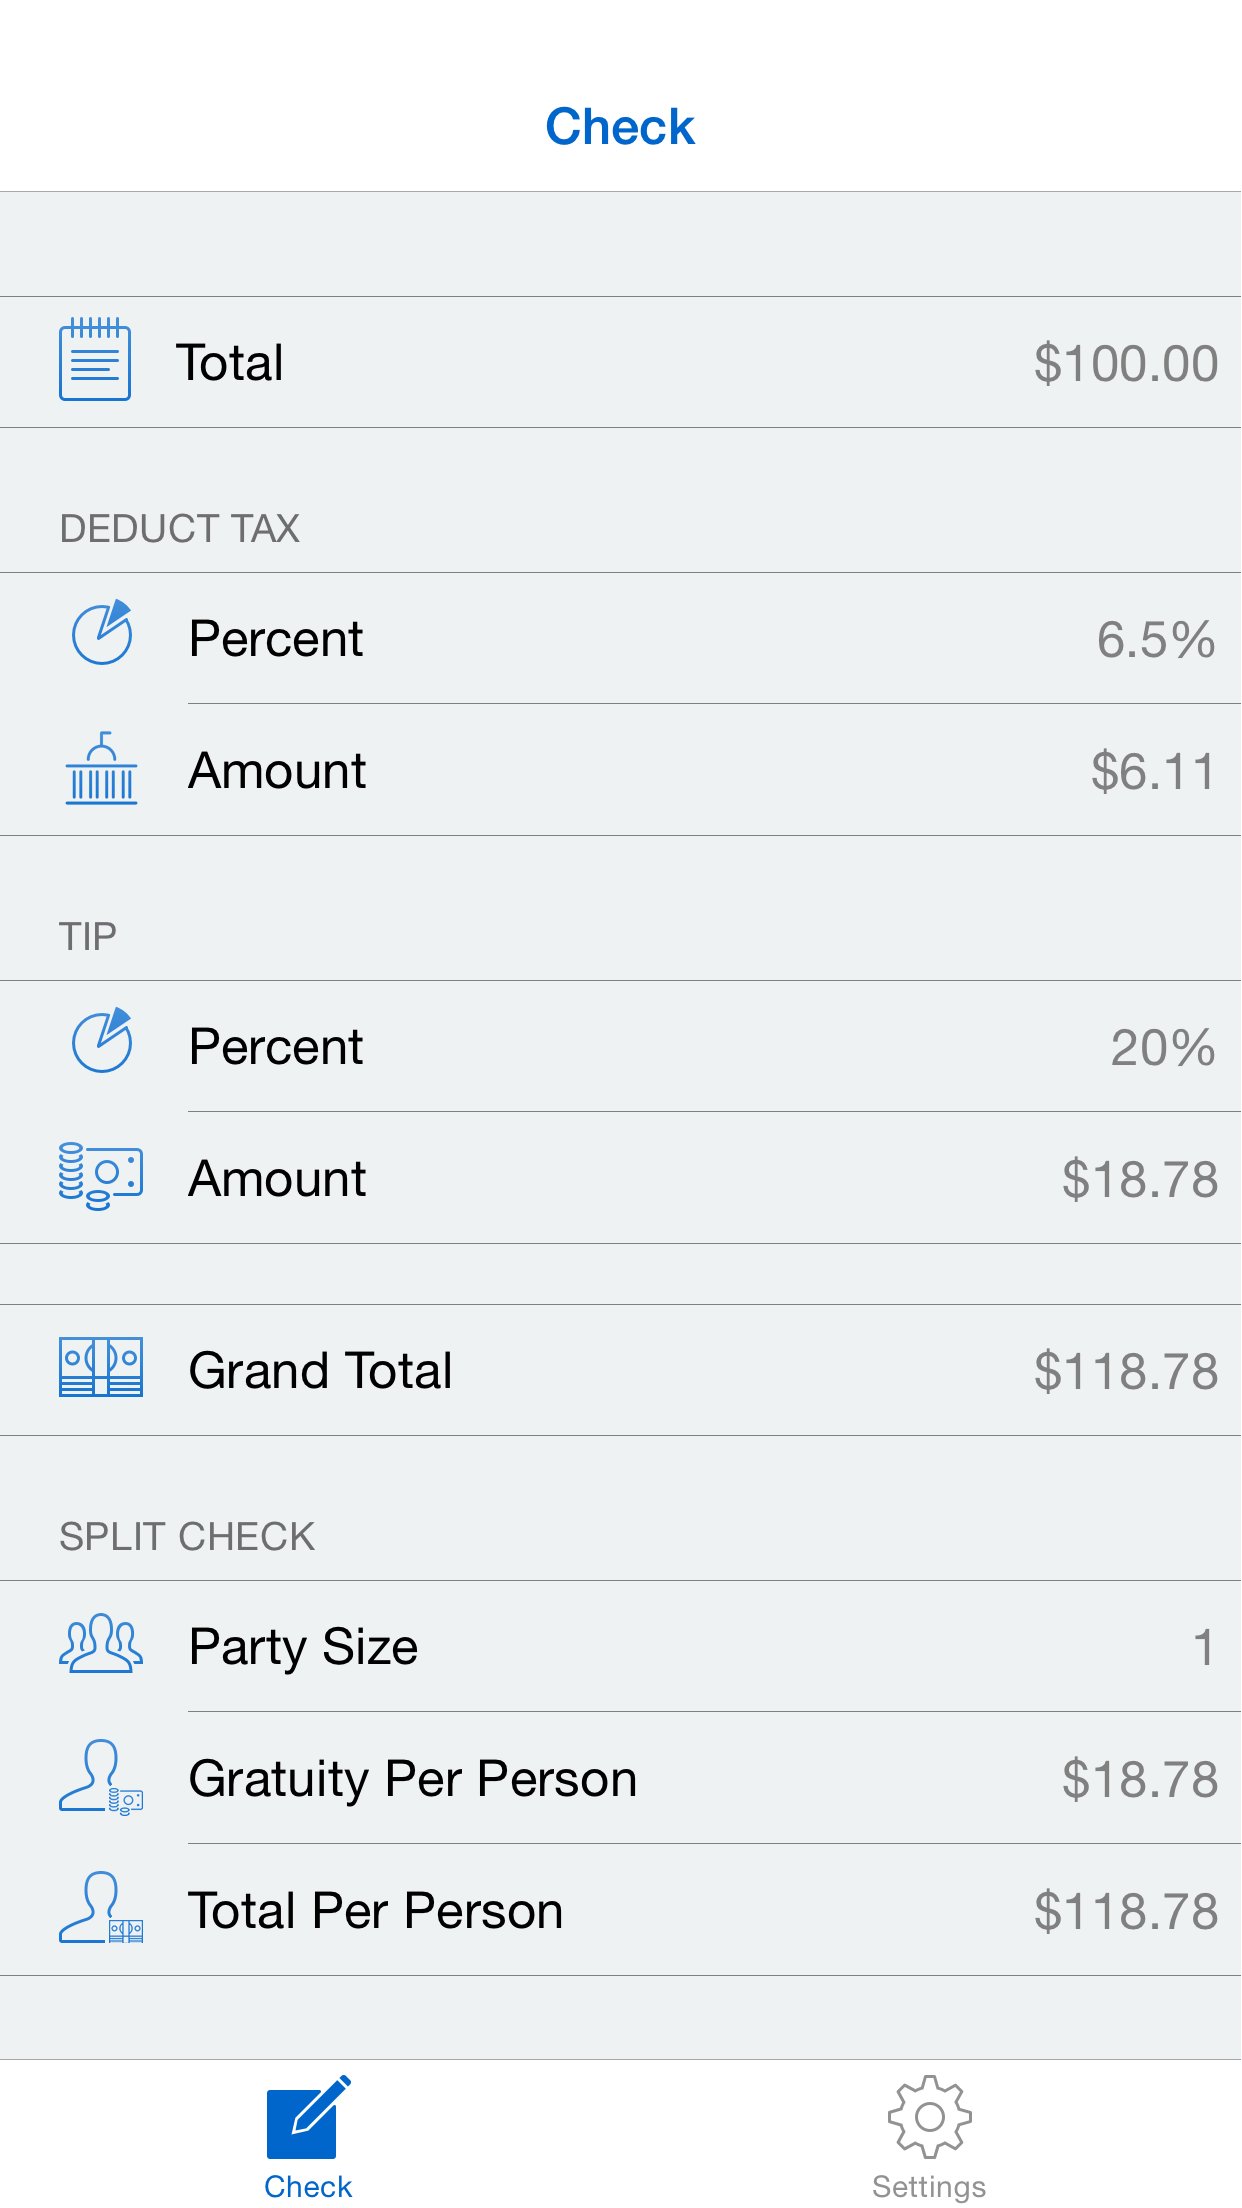 Check
Total $100.00
DEDUCT TAX
Percent 6.5%
Amount $6.11
TIP
Percent 20%
Amount $18.78
Grand Total $118.78
SPLIT CHECK
Party Size 1
Gratuity Per Person $18.78
Total Per Person $118.78
Check Settings